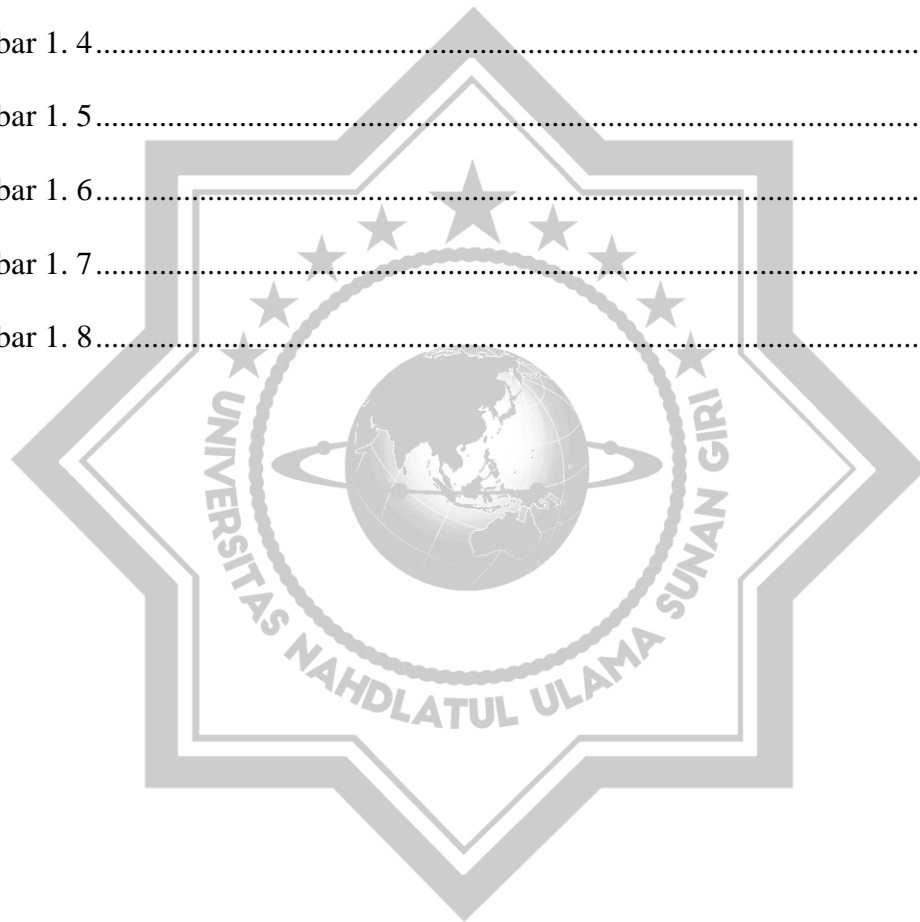 bar 1. 4
bar 1. 5
bar 1. 6
bar 1. 7
bar 1. 8
UNIVERSITAS NAHDLATUL ULAMA SUNAN GIRI